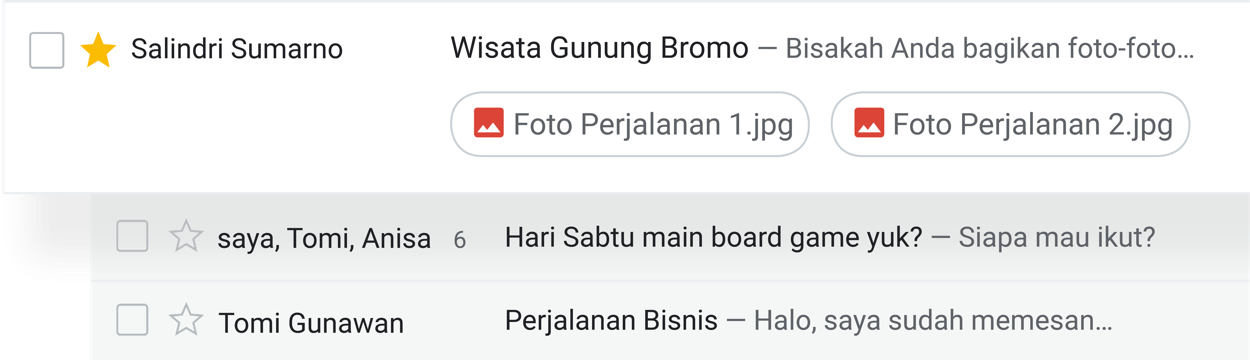 Salindri Sumarno Wisata Gunung Bromo — Bisakah Anda bagikan foto-foto...
Foto Perjalanan 1.jpg Foto Perjalanan 2.jpg
saya, Tomi, Anisa 6 Hari Sabtu main board game yuk? — Siapa mau ikut?
Tomi Gunawan Perjalanan Bisnis — Halo, saya sudah memesan...